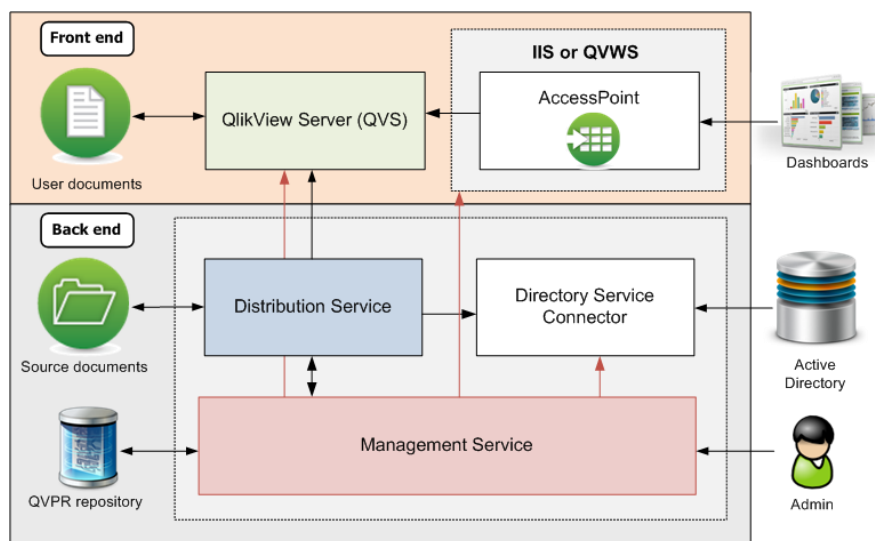 Front end
IIS or QVWS
QlikView Server (QVS)
AccessPoint
User documents
Dashboards
Back end
Distribution Service
Directory Service
Connector
Source documents
Active
Directory
Management Service
QVPR repository
Admin